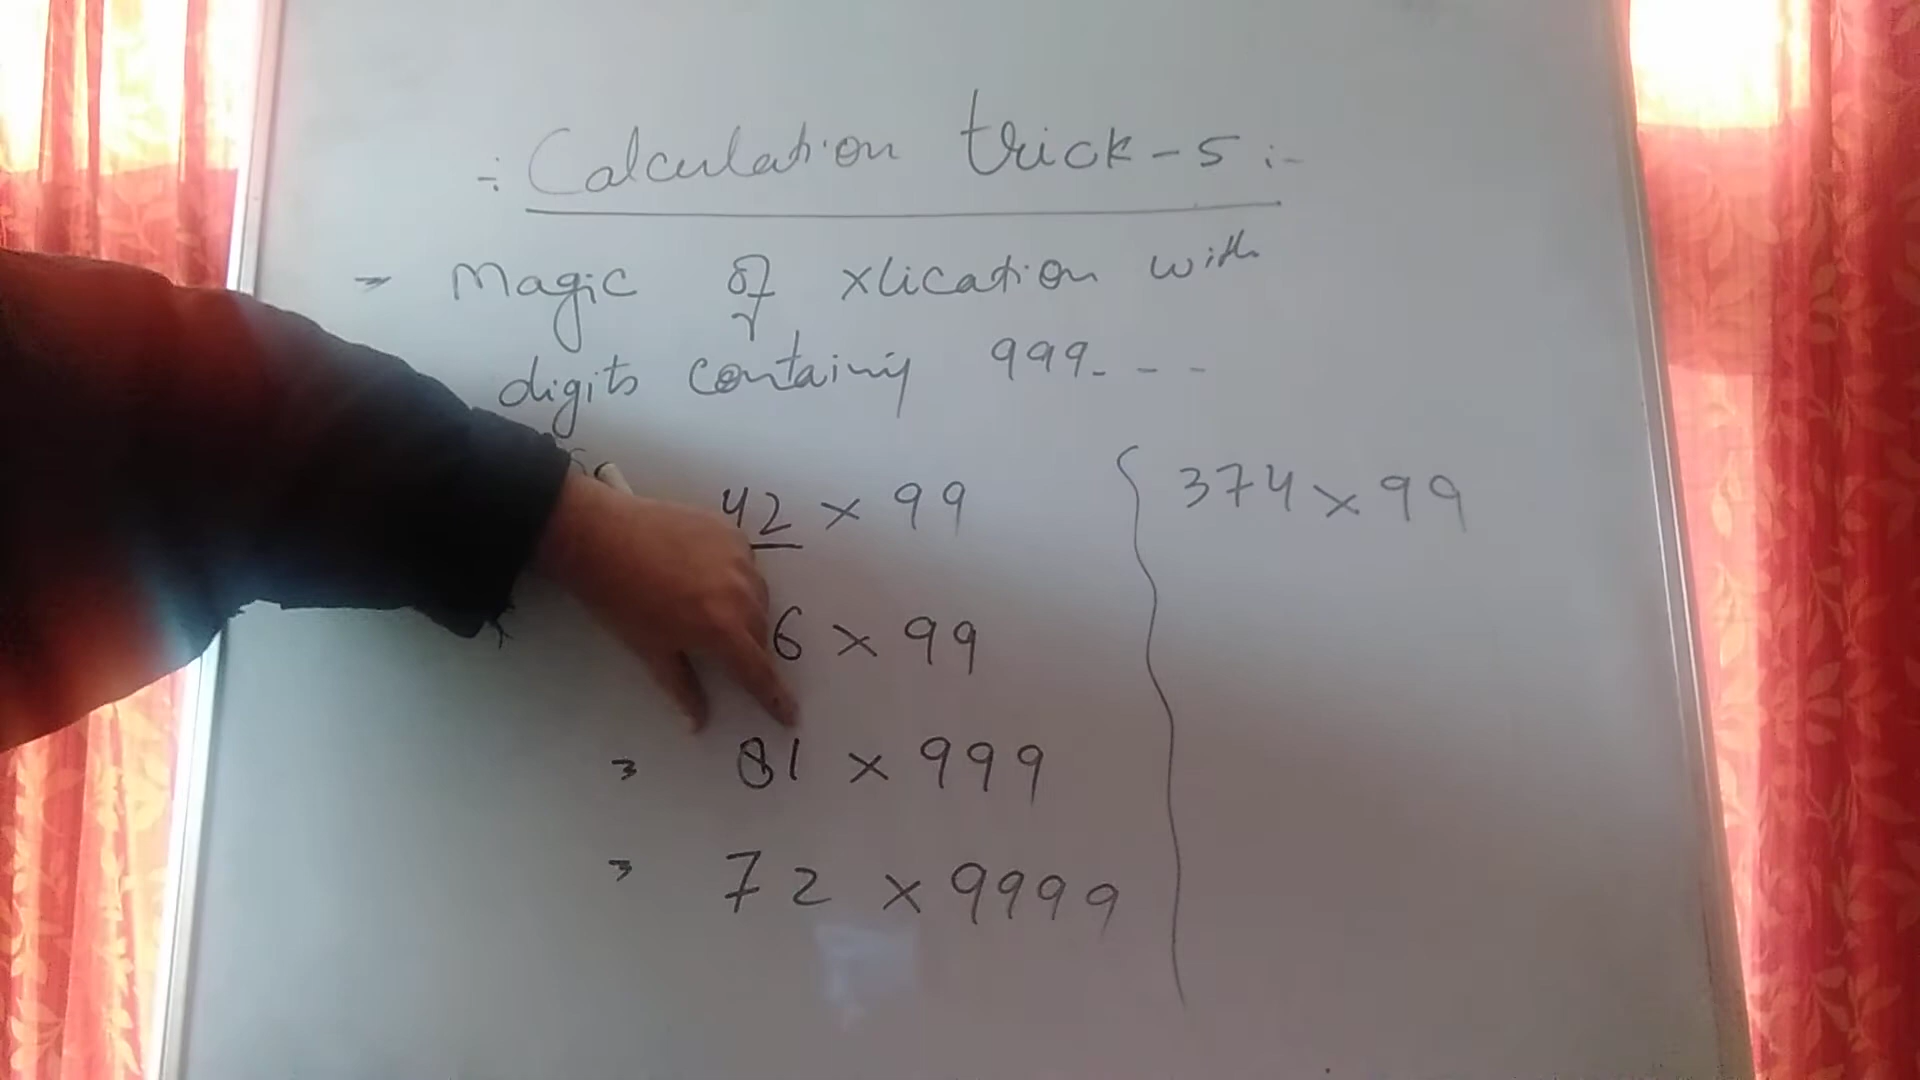 ÷ Calculation trick - 5 :-
→ Magic of xlication with
digits containing 999 - - -
42 × 99
6 × 99
→ 81 × 999
→ 72 × 9999
374 × 99